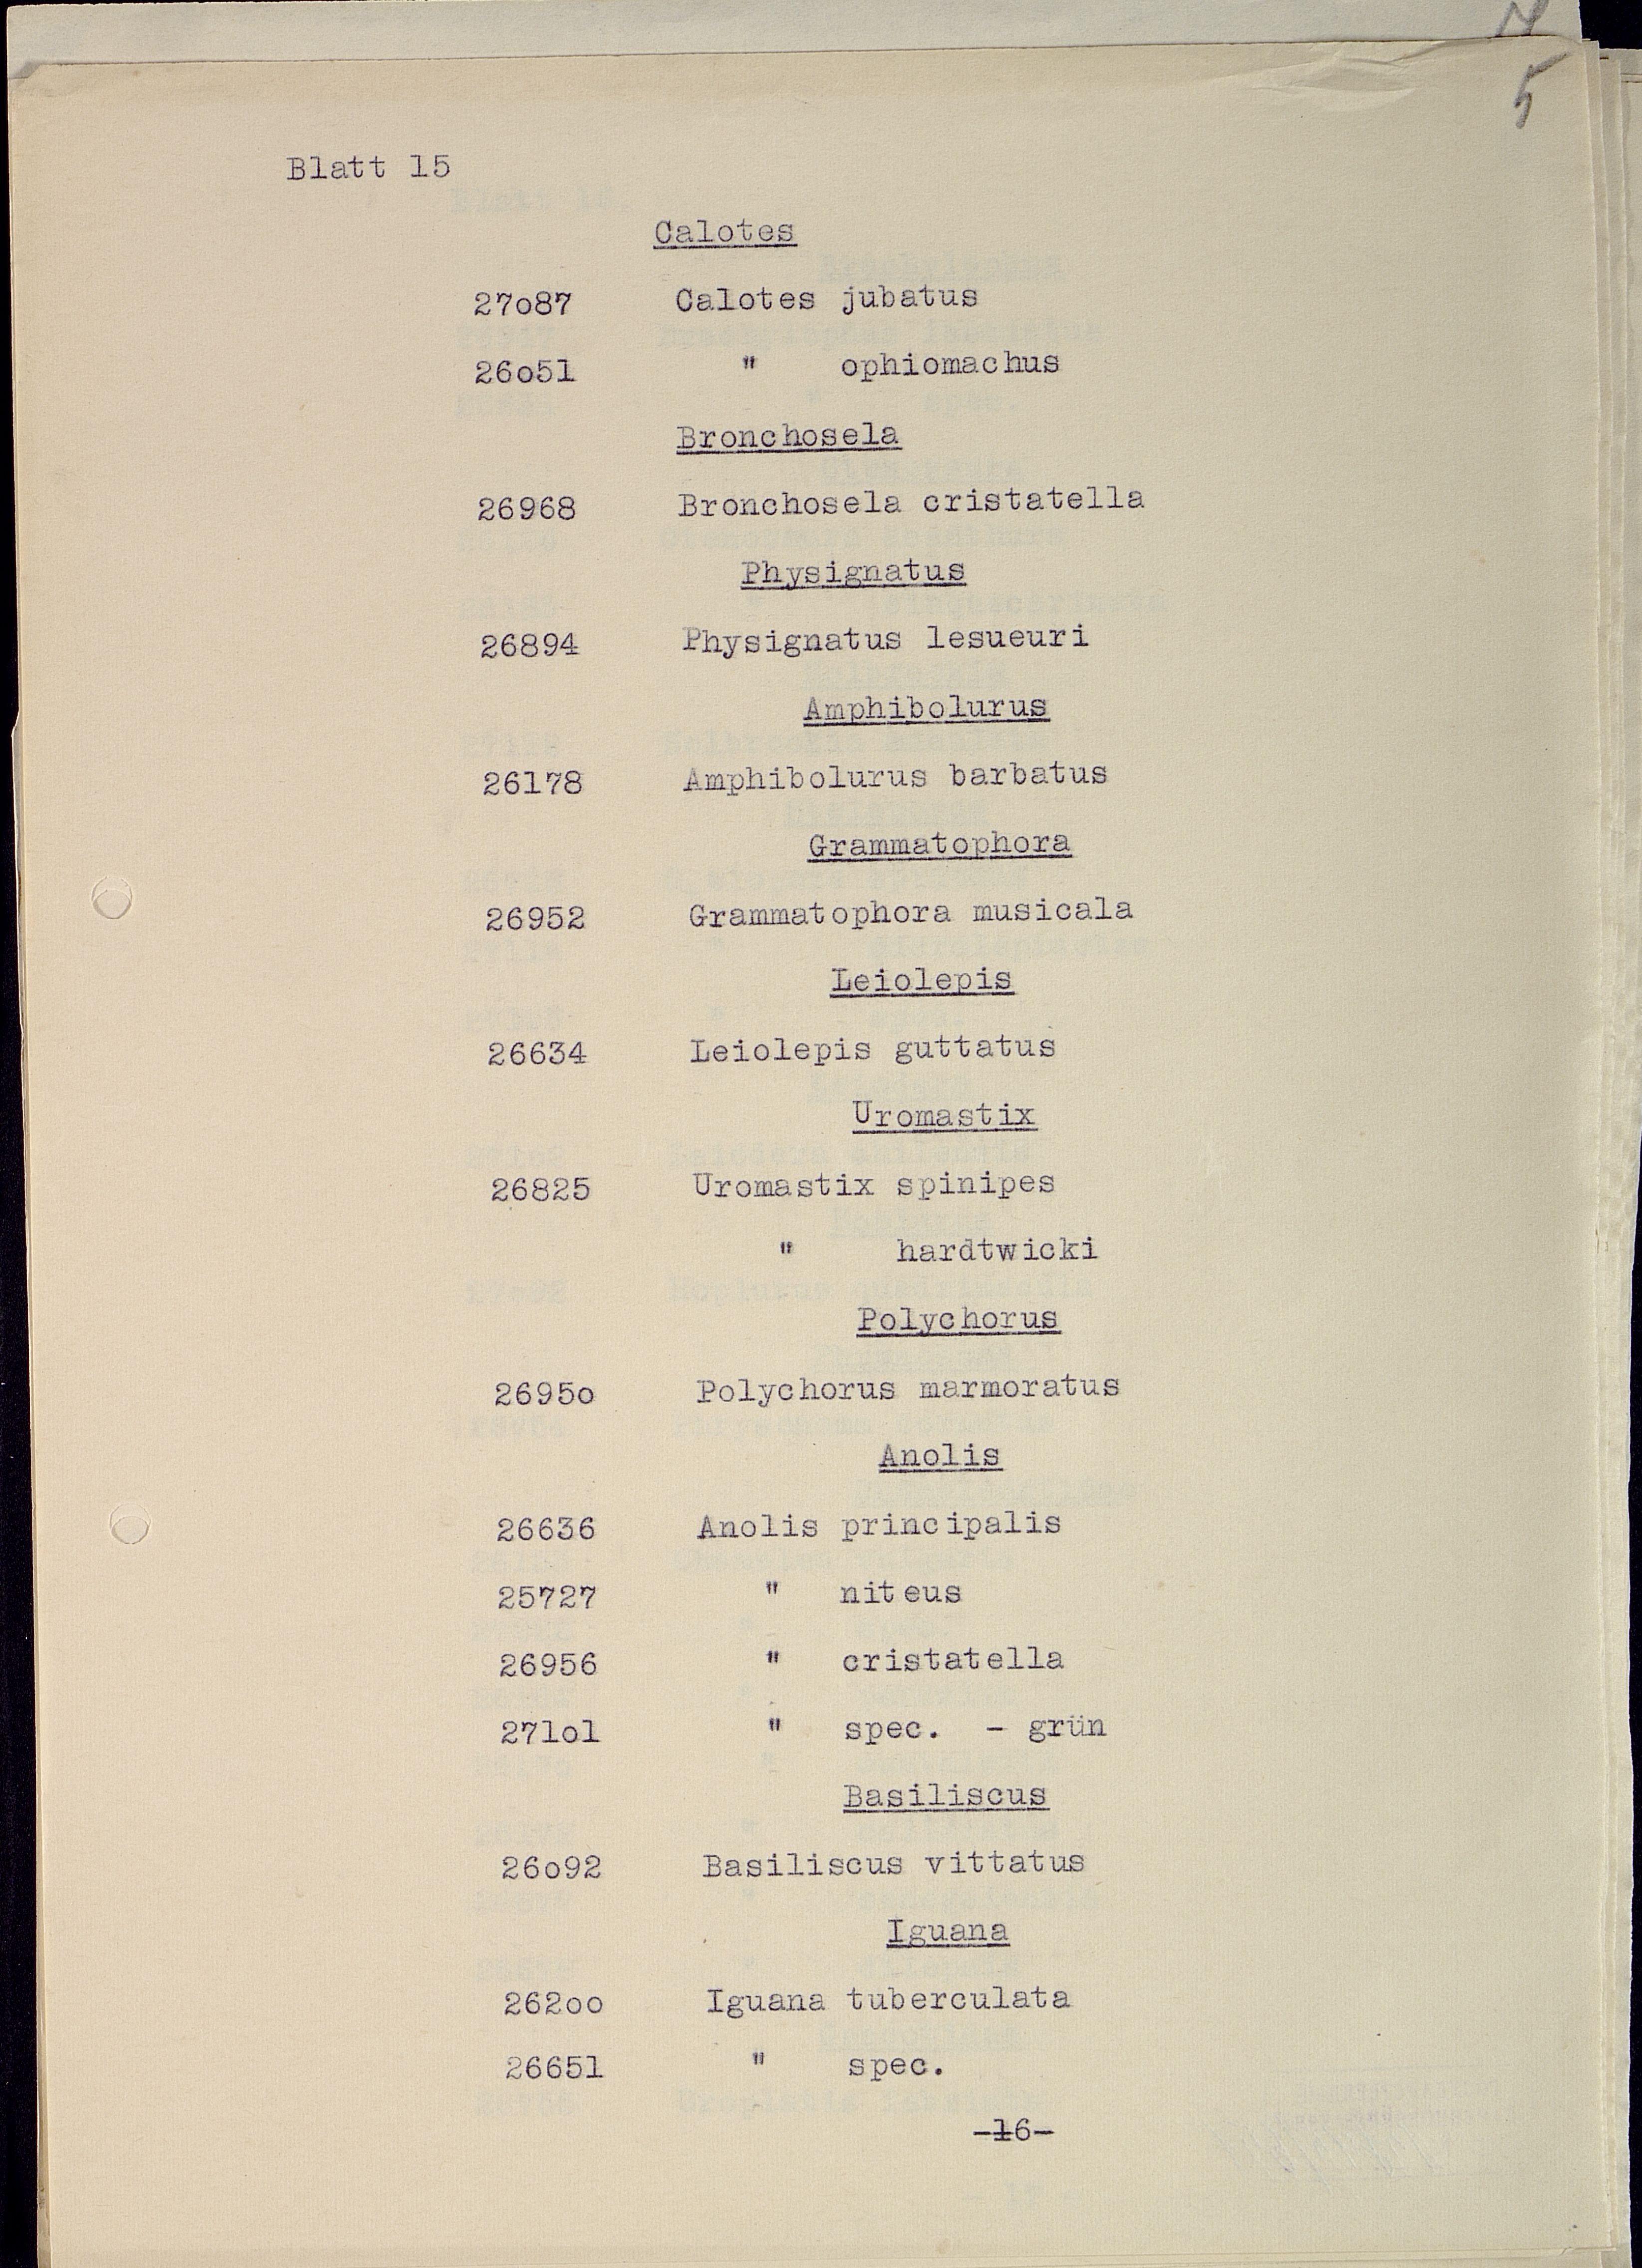 5
Blatt 15
Calotes
27o87 Calotes jubatus
26o51 " ophiomachus
Bronchosela
26968 Bronchosela cristatella
Physignatus
26894 Physignatus lesueuri
Amphibolurus
26178 Amphibolurus barbatus
Grammatophora
26952 Grammatophora musicala
Leiolepis
26634 Leiolepis guttatus
Uromastix
26825 Uromastix spinipes
" hardtwicki
Polychorus
2695o Polychorus marmoratus
Anolis
26636 Anolis principalis
25727 " niteus
26956 " cristatella
271o1 " spec. - grün
Basiliscus
26o92 Basiliscus vittatus
Iguana
262oo Iguana tuberculata
26651 " spec.
-16-